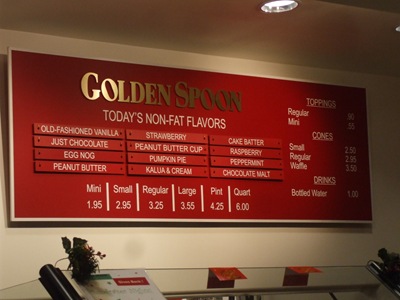 GOLDEN SPOON
TODAY'S NON-FAT FLAVORS
OLD-FASHIONED VANILLA
JUST CHOCOLATE
EGG NOG
PEANUT BUTTER
STRAWBERRY
PEANUT BUTTER CUP
PUMPKIN PIE
KALUA & CREAM
CAKE BATTER
RASPBERRY
PEPPERMINT
CHOCOLATE MALT
Mini Small Regular Large Pint Quart
1.95 2.95 3.25 3.55 4.25 6.00
TOPPINGS
Regular .90
Mini .55
CONES
Small 2.50
Regular 2.95
Waffle 3.50
DRINKS
Bottled Water 1.00